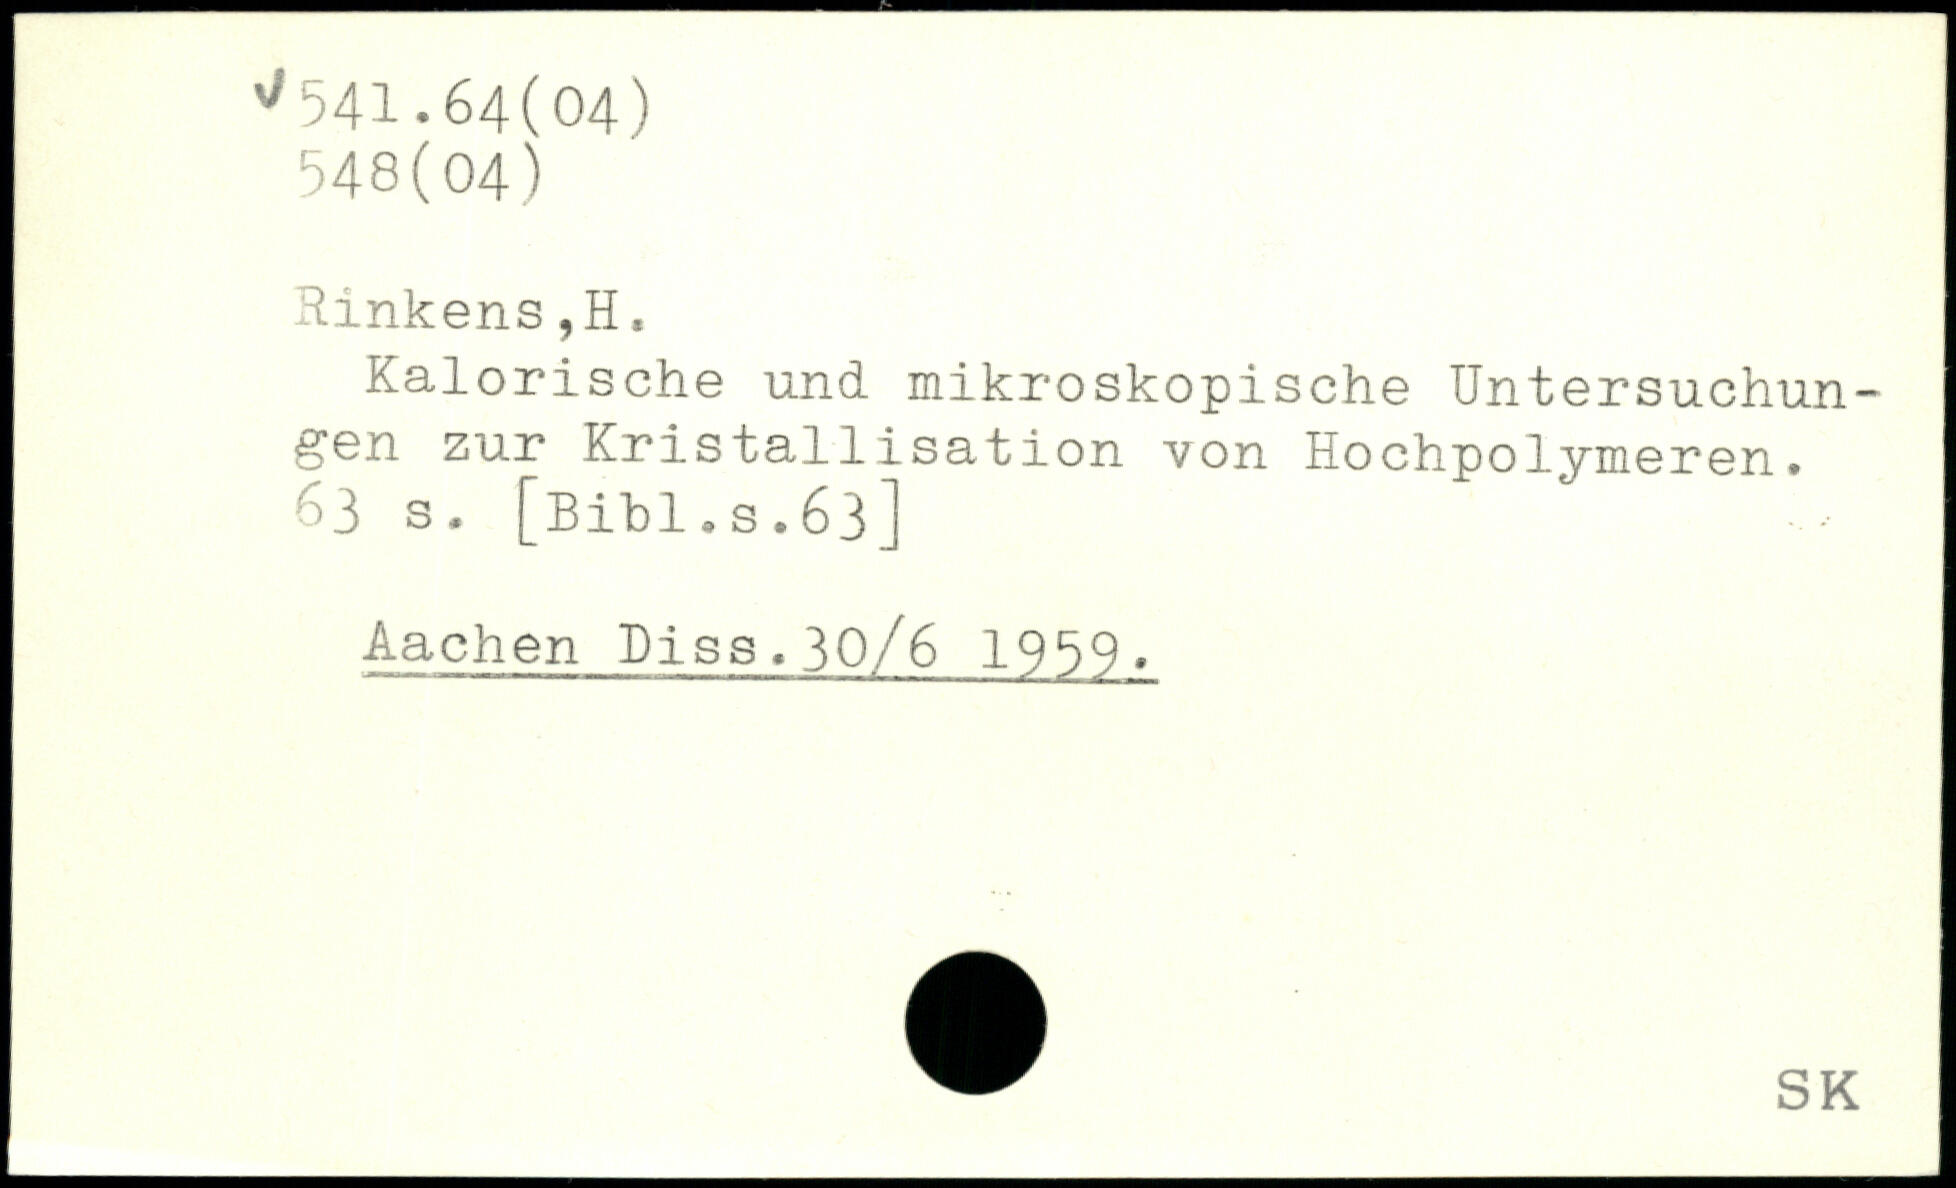 √541.64(04)
548(04)
Rinkens,H.
Kalorische und mikroskopische Untersuchun-
gen zur Kristallisation von Hochpolymeren.
63 s. [Bibl.s.63]
Aachen Diss.30/6 1959.
SK